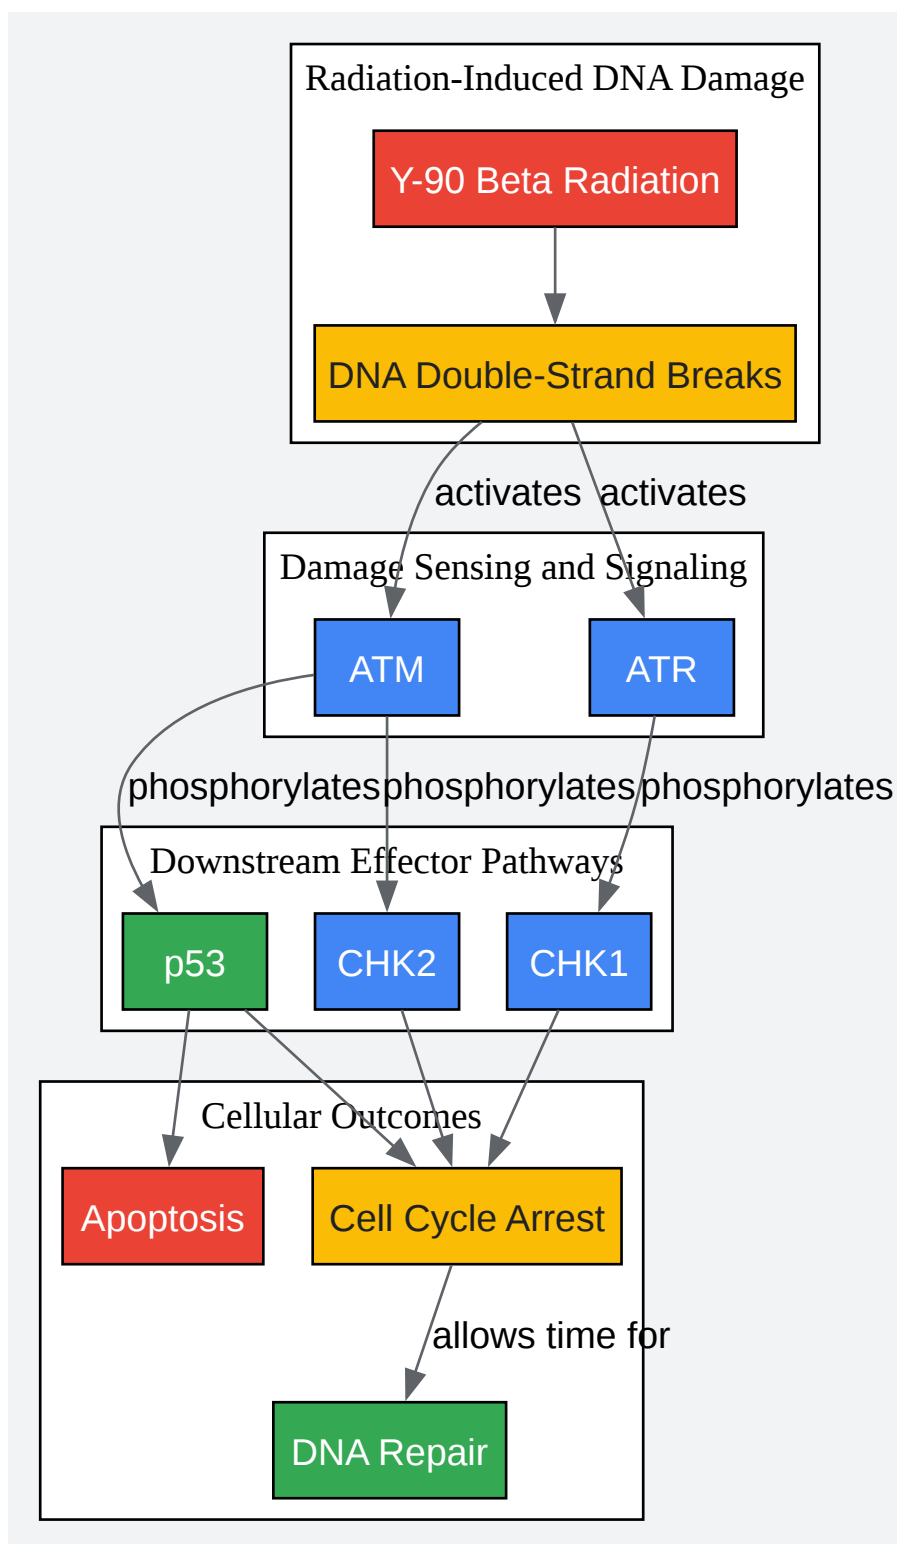 Radiation-Induced DNA Damage
Y-90 Beta Radiation
DNA Double-Strand Breaks
activates activates
Damage Sensing and Signaling
ATM ATR
phosphorylates phosphorylates phosphorylates
Downstream Effector Pathways
p53 CHK2 CHK1
Cellular Outcomes
Apoptosis Cell Cycle Arrest
allows time for
DNA Repair